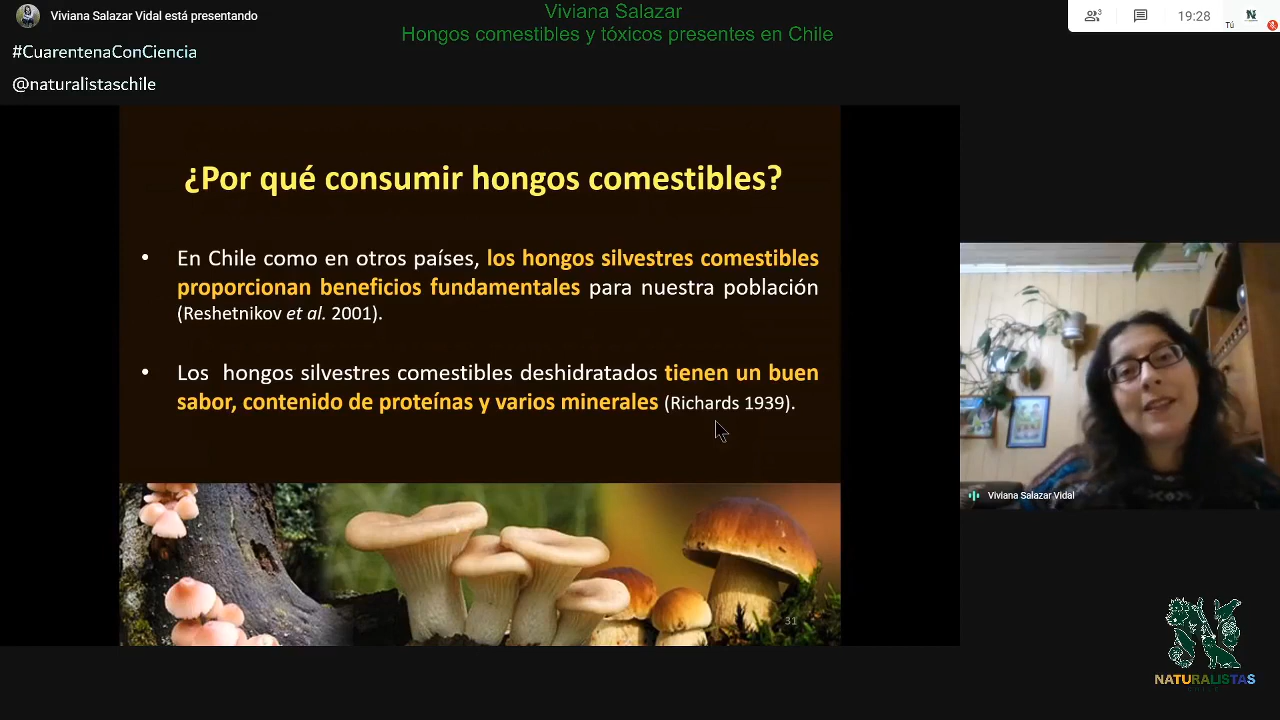 Viviana Salazar Vidal está presentando
Viviana Salazar
Hongos comestibles y tóxicos presentes en Chile
3
19:28
Tú
#CuarentenaConCiencia
@naturalistaschile
¿Por qué consumir hongos comestibles?
• En Chile como en otros países, los hongos silvestres comestibles
proporcionan beneficios fundamentales para nuestra población
(Reshetnikov et al. 2001).
• Los hongos silvestres comestibles deshidratados tienen un buen
sabor, contenido de proteínas y varios minerales (Richards 1939).
31
Viviana Salazar Vidal
NATURALISTAS
CHILE